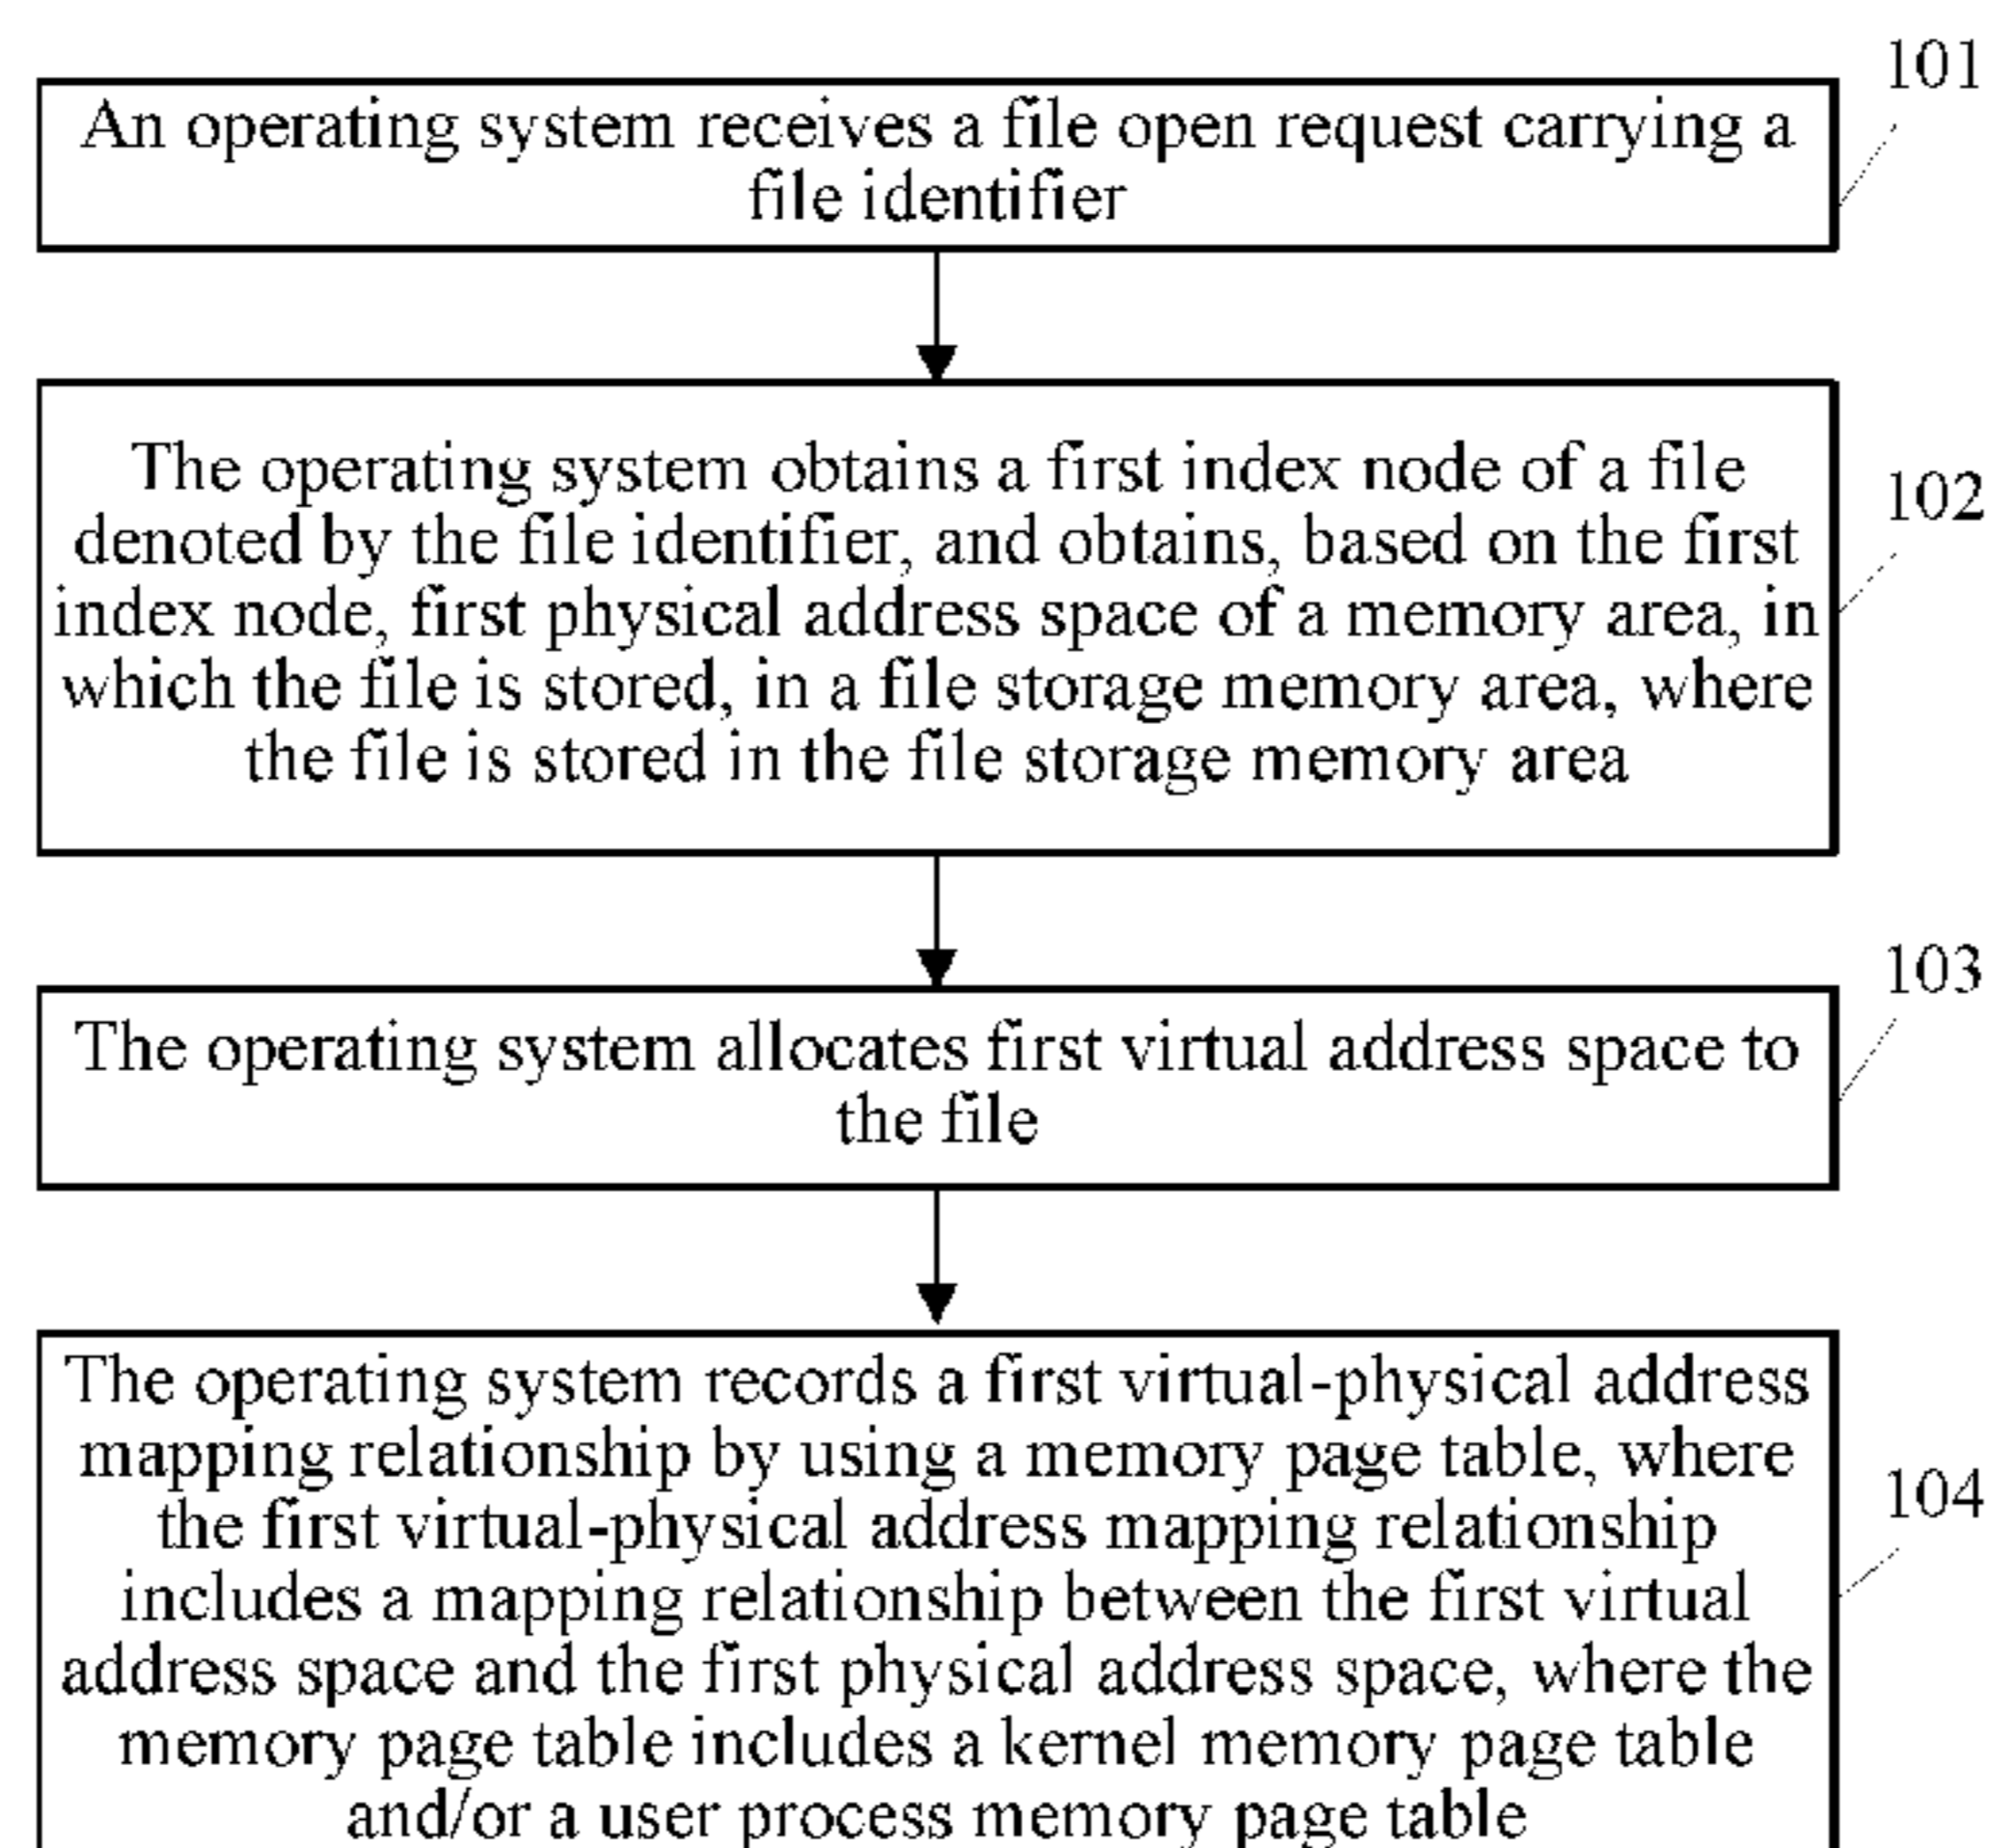 101
An operating system receives a file open request carrying a
file identifier
102
The operating system obtains a first index node of a file
denoted by the file identifier, and obtains, based on the first
index node, first physical address space of a memory area, in
which the file is stored, in a file storage memory area, where
the file is stored in the file storage memory area
103
The operating system allocates first virtual address space to
the file
104
The operating system records a first virtual-physical address
mapping relationship by using a memory page table, where
the first virtual-physical address mapping relationship
includes a mapping relationship between the first virtual
address space and the first physical address space, where the
memory page table includes a kernel memory page table
and/or a user process memory page table